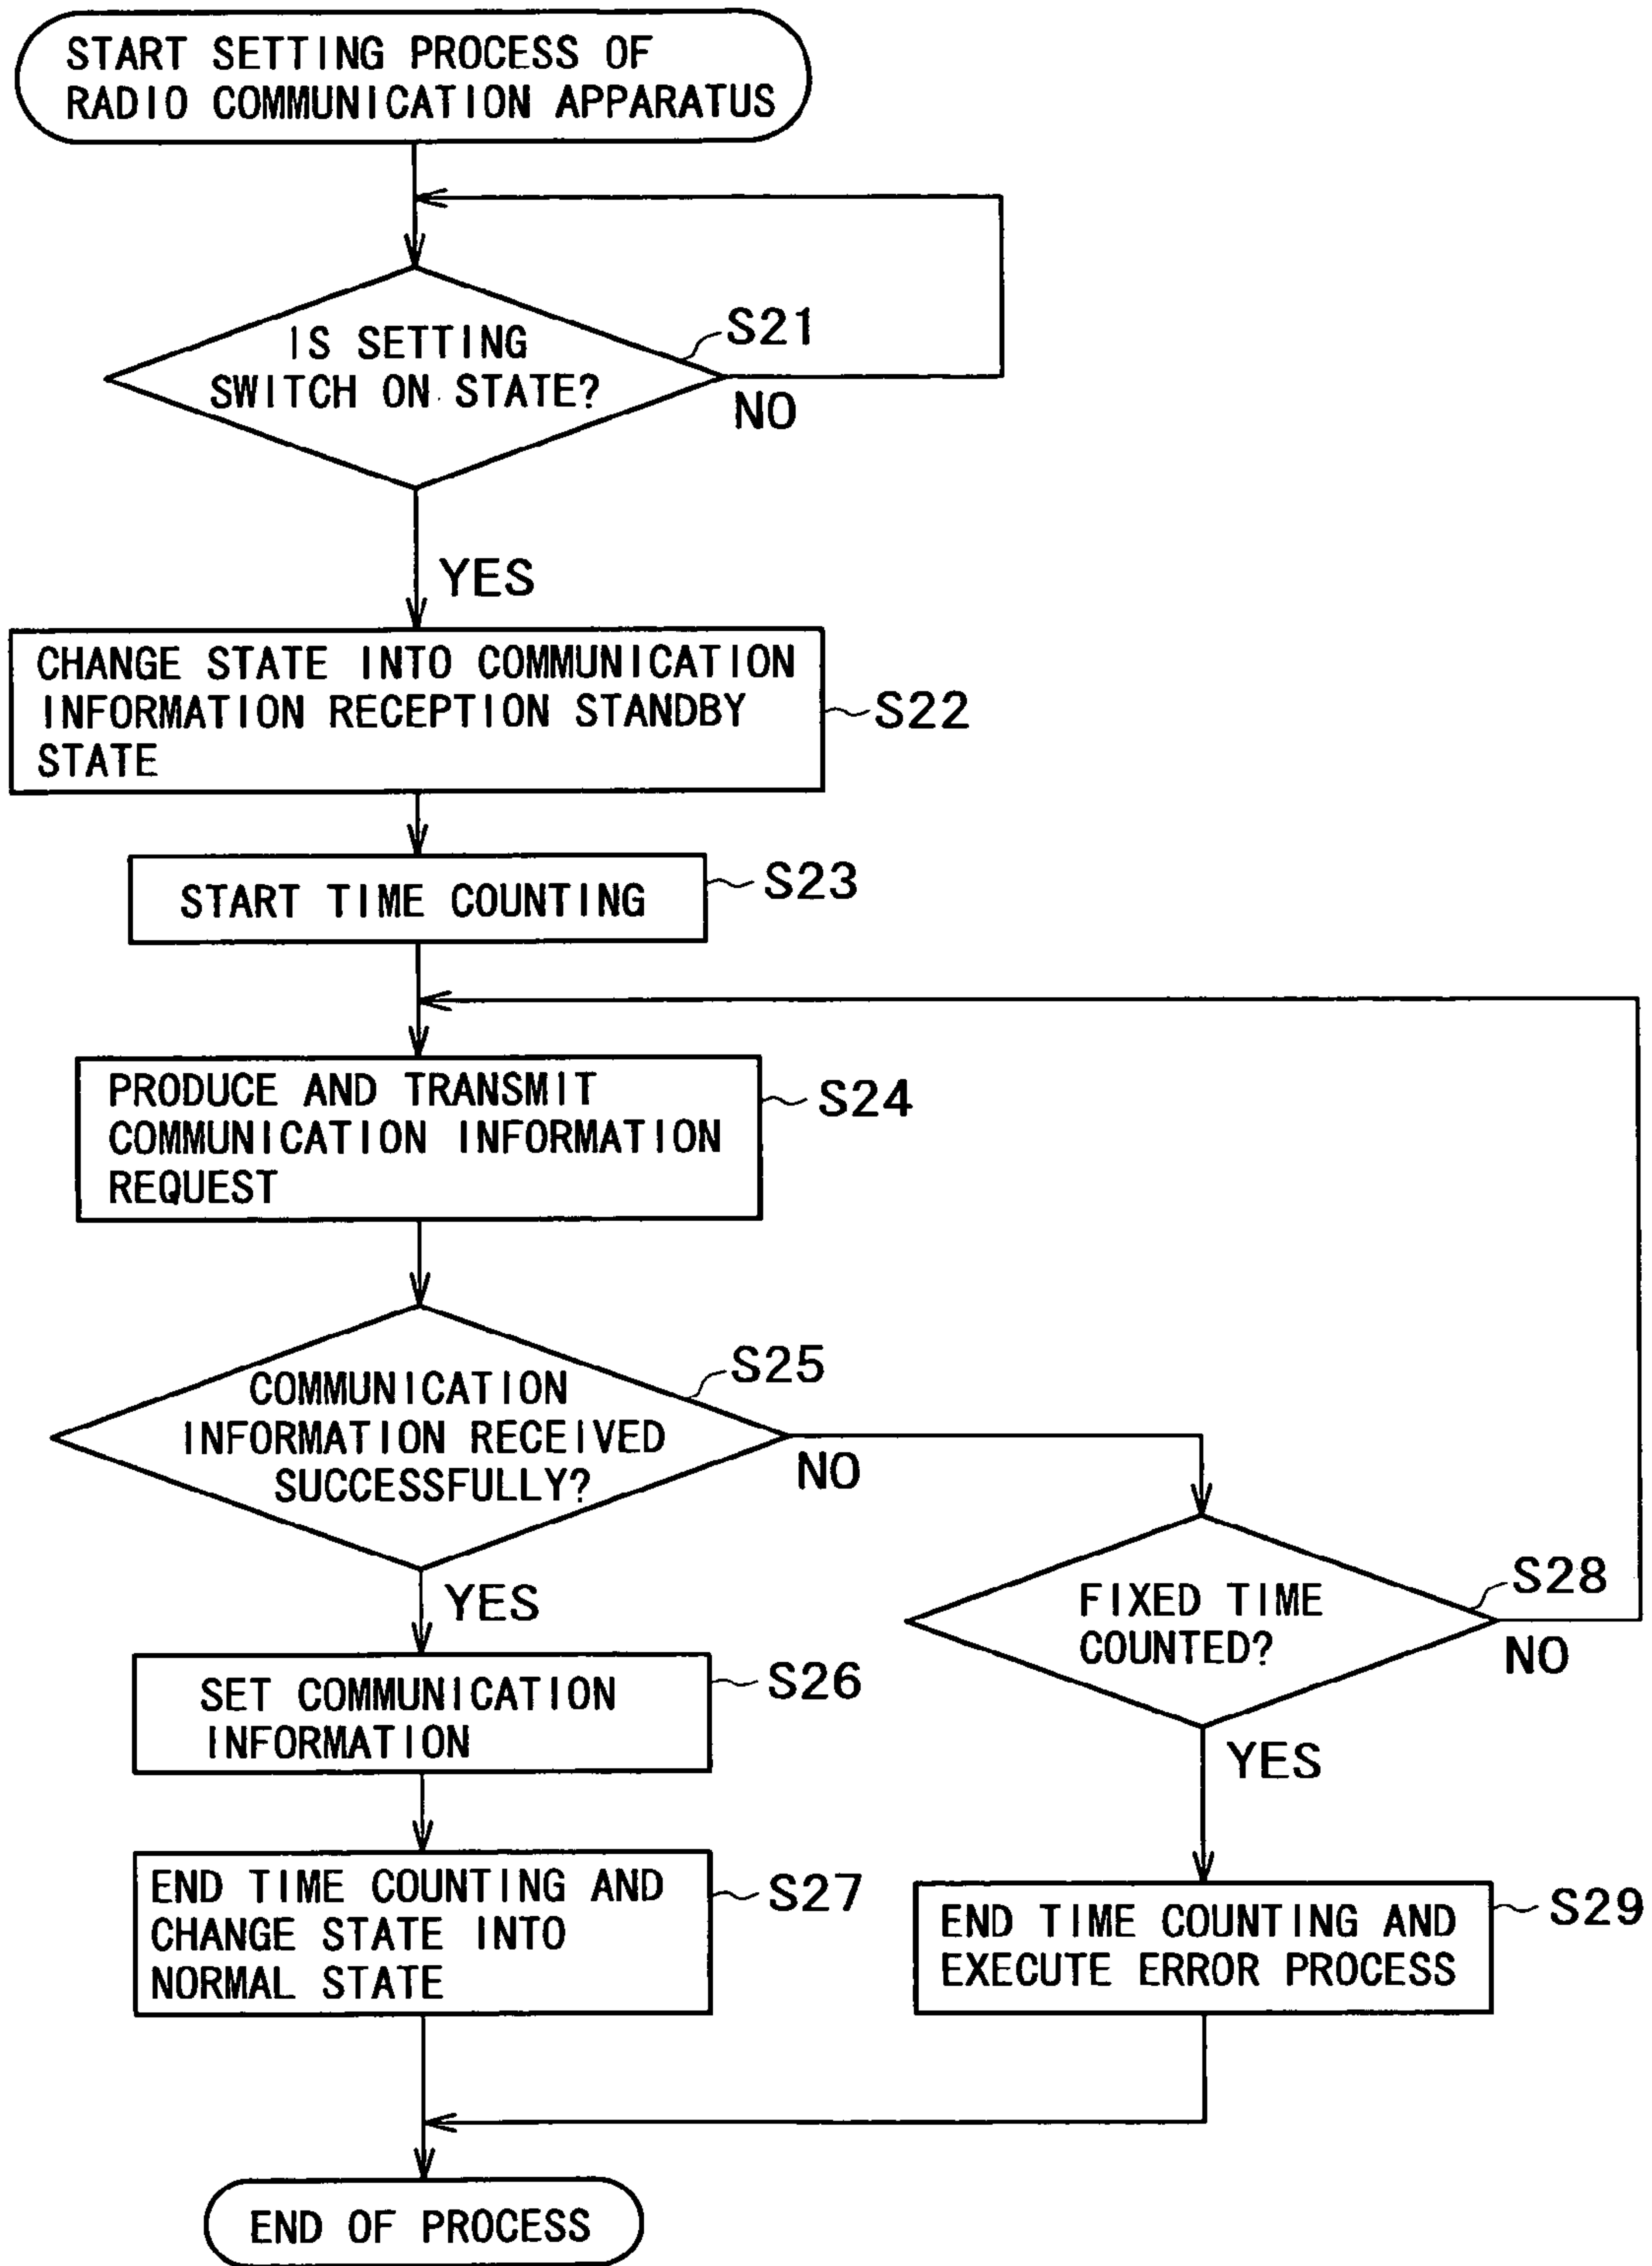 START SETTING PROCESS OF
RADIO COMMUNICATION APPARATUS
IS SETTING
SWITCH ON STATE?
S21
NO
YES
CHANGE STATE INTO COMMUNICATION
INFORMATION RECEPTION STANDBY
STATE
S22
START TIME COUNTING
S23
PRODUCE AND TRANSMIT
COMMUNICATION INFORMATION
REQUEST
S24
COMMUNICATION
INFORMATION RECEIVED
SUCCESSFULLY?
S25
NO
YES
FIXED TIME
COUNTED?
S28
NO
YES
SET COMMUNICATION
INFORMATION
S26
END TIME COUNTING AND
CHANGE STATE INTO
NORMAL STATE
S27
END TIME COUNTING AND
EXECUTE ERROR PROCESS
S29
END OF PROCESS